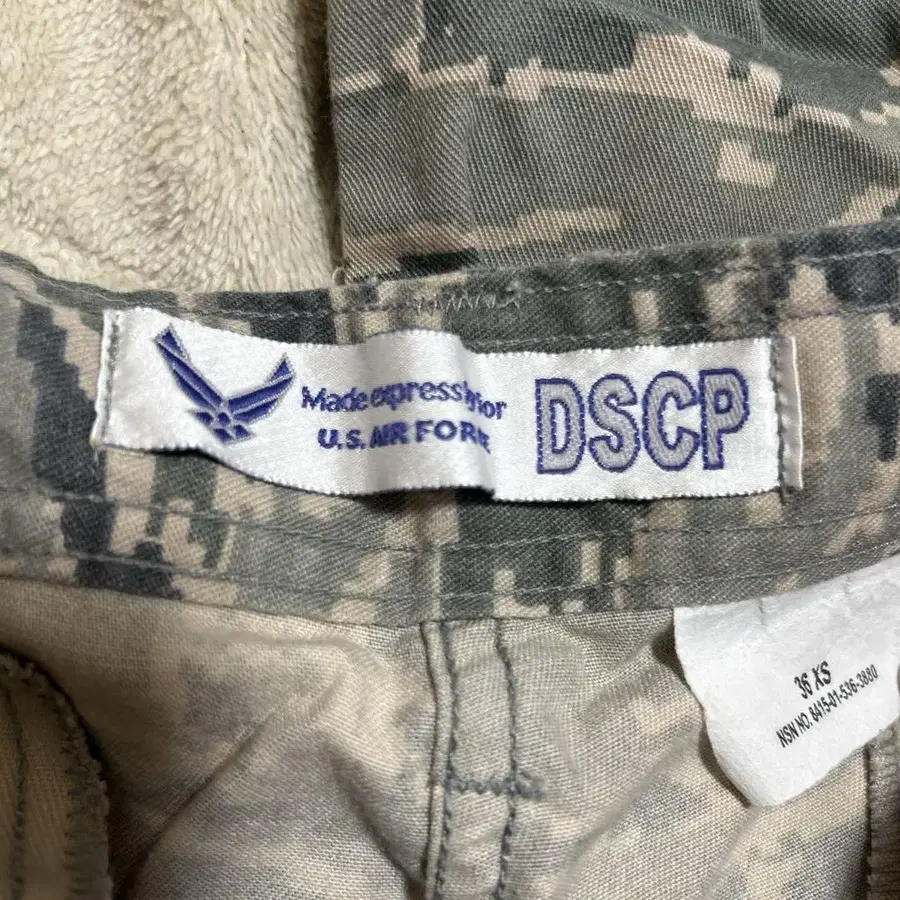 Made expressly for
U.S. AIR FORCE
DSCP
36 XS
NSN NO. 8415-01-536-3880